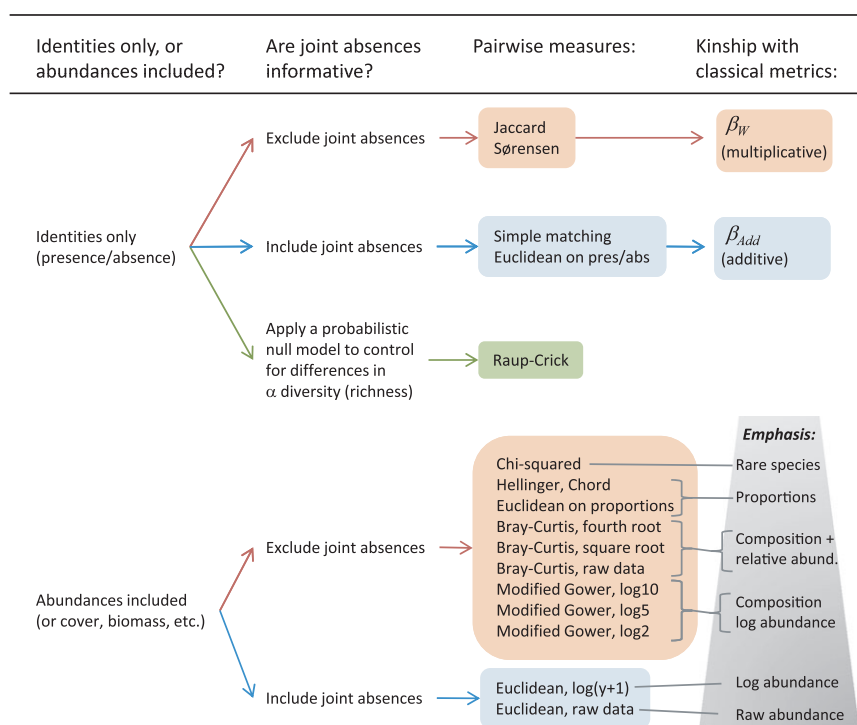 Identities only, or
abundances included?
Are joint absences
informative?
Pairwise measures:
Kinship with
classical metrics:
Exclude joint absences
Jaccard
Sørensen
βW
(multiplicative)
Identities only
(presence/absence)
Include joint absences
Simple matching
Euclidean on pres/abs
βAdd
(additive)
Apply a probabilistic
null model to control
for differences in
α diversity (richness)
Raup-Crick
Emphasis:
Chi-squared
Rare species
Hellinger, Chord
Euclidean on proportions
Proportions
Exclude joint absences
Bray-Curtis, fourth root
Bray-Curtis, square root
Bray-Curtis, raw data
Composition +
relative abund.
Modified Gower, log10
Modified Gower, log5
Modified Gower, log2
Composition
log abundance
Abundances included
(or cover, biomass, etc.)
Include joint absences
Euclidean, log(y+1)
Log abundance
Euclidean, raw data
Raw abundance